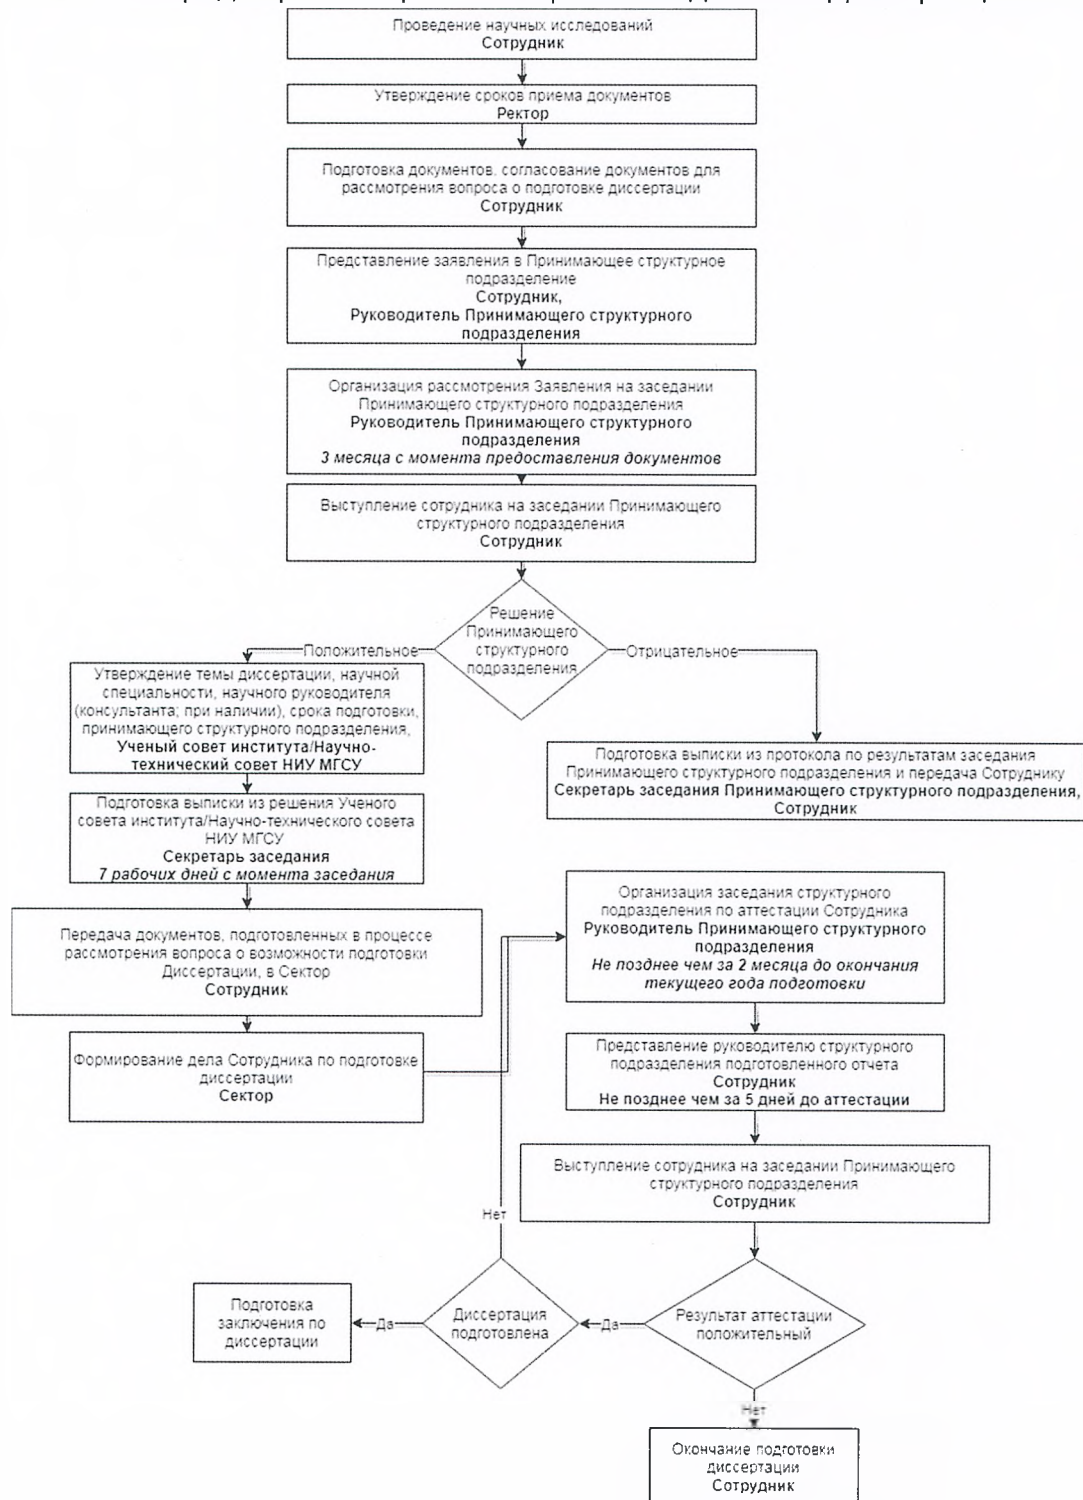 Проведение научных исследований
Сотрудник
Утверждение сроков приема документов
Ректор
Подготовка документов, согласование документов для
рассмотрения вопроса о подготовке диссертации
Сотрудник
Представление заявления в Принимающее структурное
подразделение
Сотрудник,
Руководитель Принимающего структурного
подразделения
Организация рассмотрения Заявления на заседании
Принимающего структурного подразделения
Руководитель Принимающего структурного
подразделения
3 месяца с момента предоставления документов
Выступление сотрудника на заседании Принимающего
структурного подразделения
Сотрудник
Решение
Принимающего
структурного
подразделения
Положительное
Отрицательное
Утверждение темы диссертации, научной
специальности, научного руководителя
(консультанта; при наличии), срока подготовки,
принимающего структурного подразделения,
Ученый совет института/Научно-
технический совет НИУ МГСУ
Подготовка выписки из протокола по результатам заседания
Принимающего структурного подразделения и передача Сотруднику
Секретарь заседания Принимающего структурного подразделения,
Сотрудник
Подготовка выписки из решения Ученого
совета института/Научно-технического совета
НИУ МГСУ
Секретарь заседания
7 рабочих дней с момента заседания
Передача документов, подготовленных в процессе
рассмотрения вопроса о возможности подготовки
Диссертации, в Сектор
Сотрудник
Формирование дела Сотрудника по подготовке
диссертации
Сектор
Организация заседания структурного
подразделения по аттестации Сотрудника
Руководитель Принимающего структурного
подразделения
Не позднее чем за 2 месяца до окончания
текущего года подготовки
Представление руководителю структурного
подразделения подготовленного отчета
Сотрудник
Не позднее чем за 5 дней до аттестации
Выступление сотрудника на заседании Принимающего
структурного подразделения
Сотрудник
Нет
Результат аттестации
положительный
Да
Диссертация
подготовлена
Да
Подготовка
заключения по
диссертации
Нет
Окончание подготовки
диссертации
Сотрудник